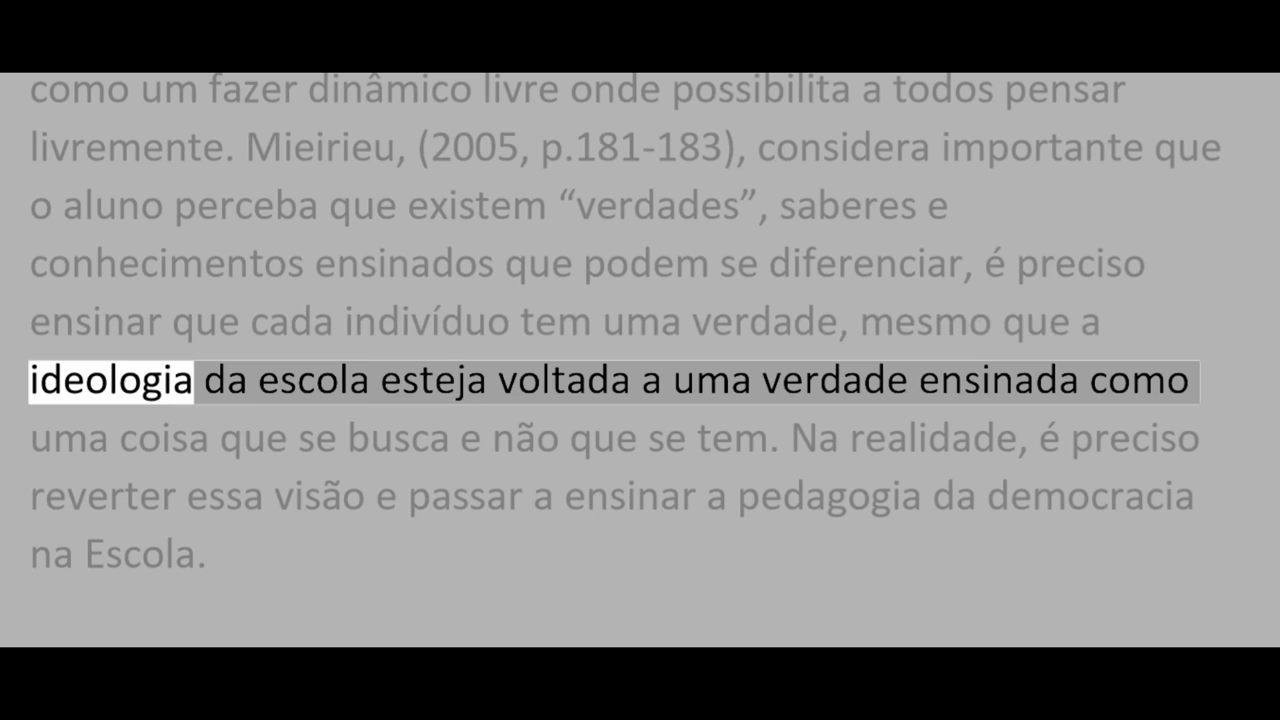 como um fazer dinâmico livre onde possibilita a todos pensar
livremente. Mieirieu, (2005, p.181-183), considera importante que
o aluno perceba que existem “verdades”, saberes e
conhecimentos ensinados que podem se diferenciar, é preciso
ensinar que cada indivíduo tem uma verdade, mesmo que a
ideologia da escola esteja voltada a uma verdade ensinada como
uma coisa que se busca e não que se tem. Na realidade, é preciso
reverter essa visão e passar a ensinar a pedagogia da democracia
na Escola.